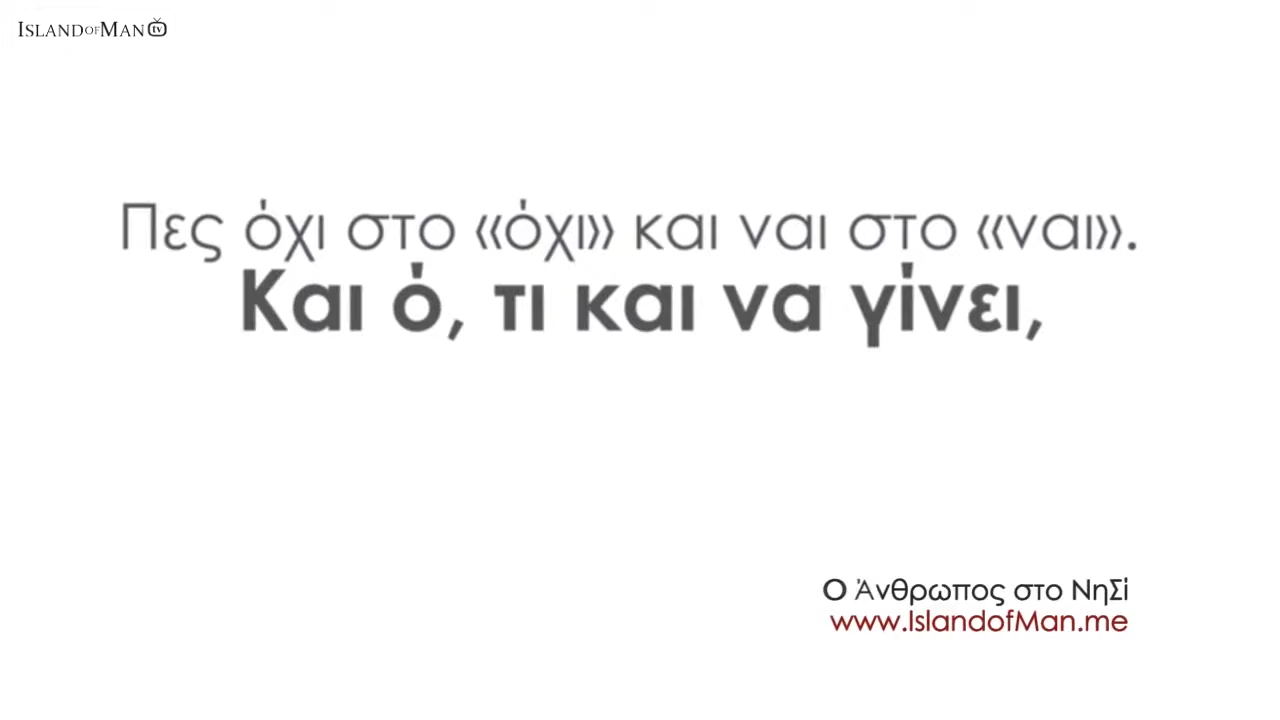 ISLANDOFMAN tv
Πες όχι στο «όχι» και ναι στο «ναι».
Και ό, τι και να γίνει,
Ο Άνθρωπος στο ΝηΣί
www.IslandofMan.me